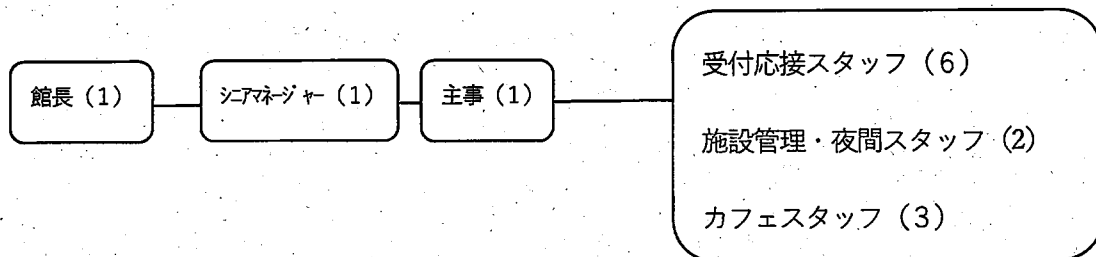 館長（1）
シニアマネージャー（1）
主事（1）
受付応接スタッフ（6）
施設管理・夜間スタッフ（2）
カフェスタッフ（3）